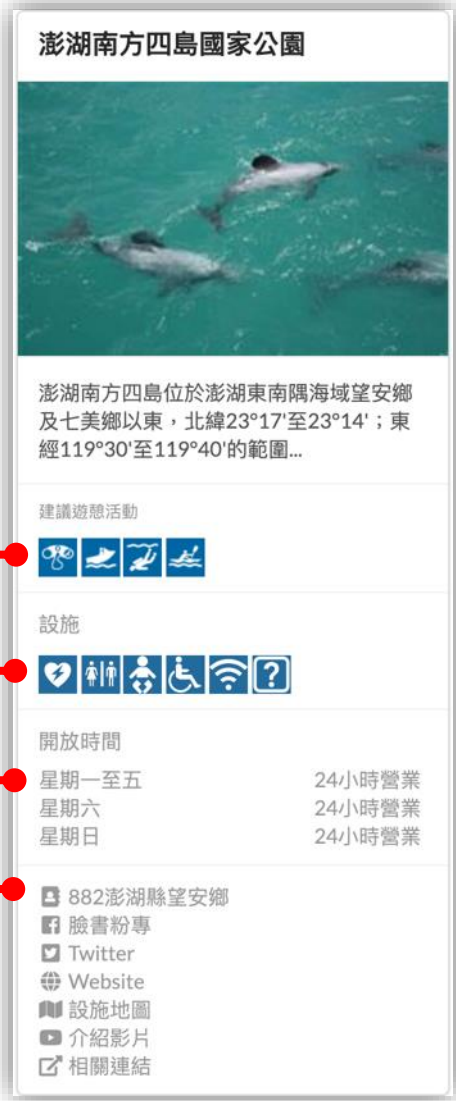 澎湖南方四島國家公園
澎湖南方四島位於澎湖東南隅海域望安鄉
及七美鄉以東，北緯23°17'至23°14'；東
經119°30'至119°40'的範圍...
建議遊憩活動
設施
?
開放時間
星期一至五 24小時營業
星期六 24小時營業
星期日 24小時營業
882澎湖縣望安鄉
臉書粉專
Twitter
Website
設施地圖
介紹影片
相關連結